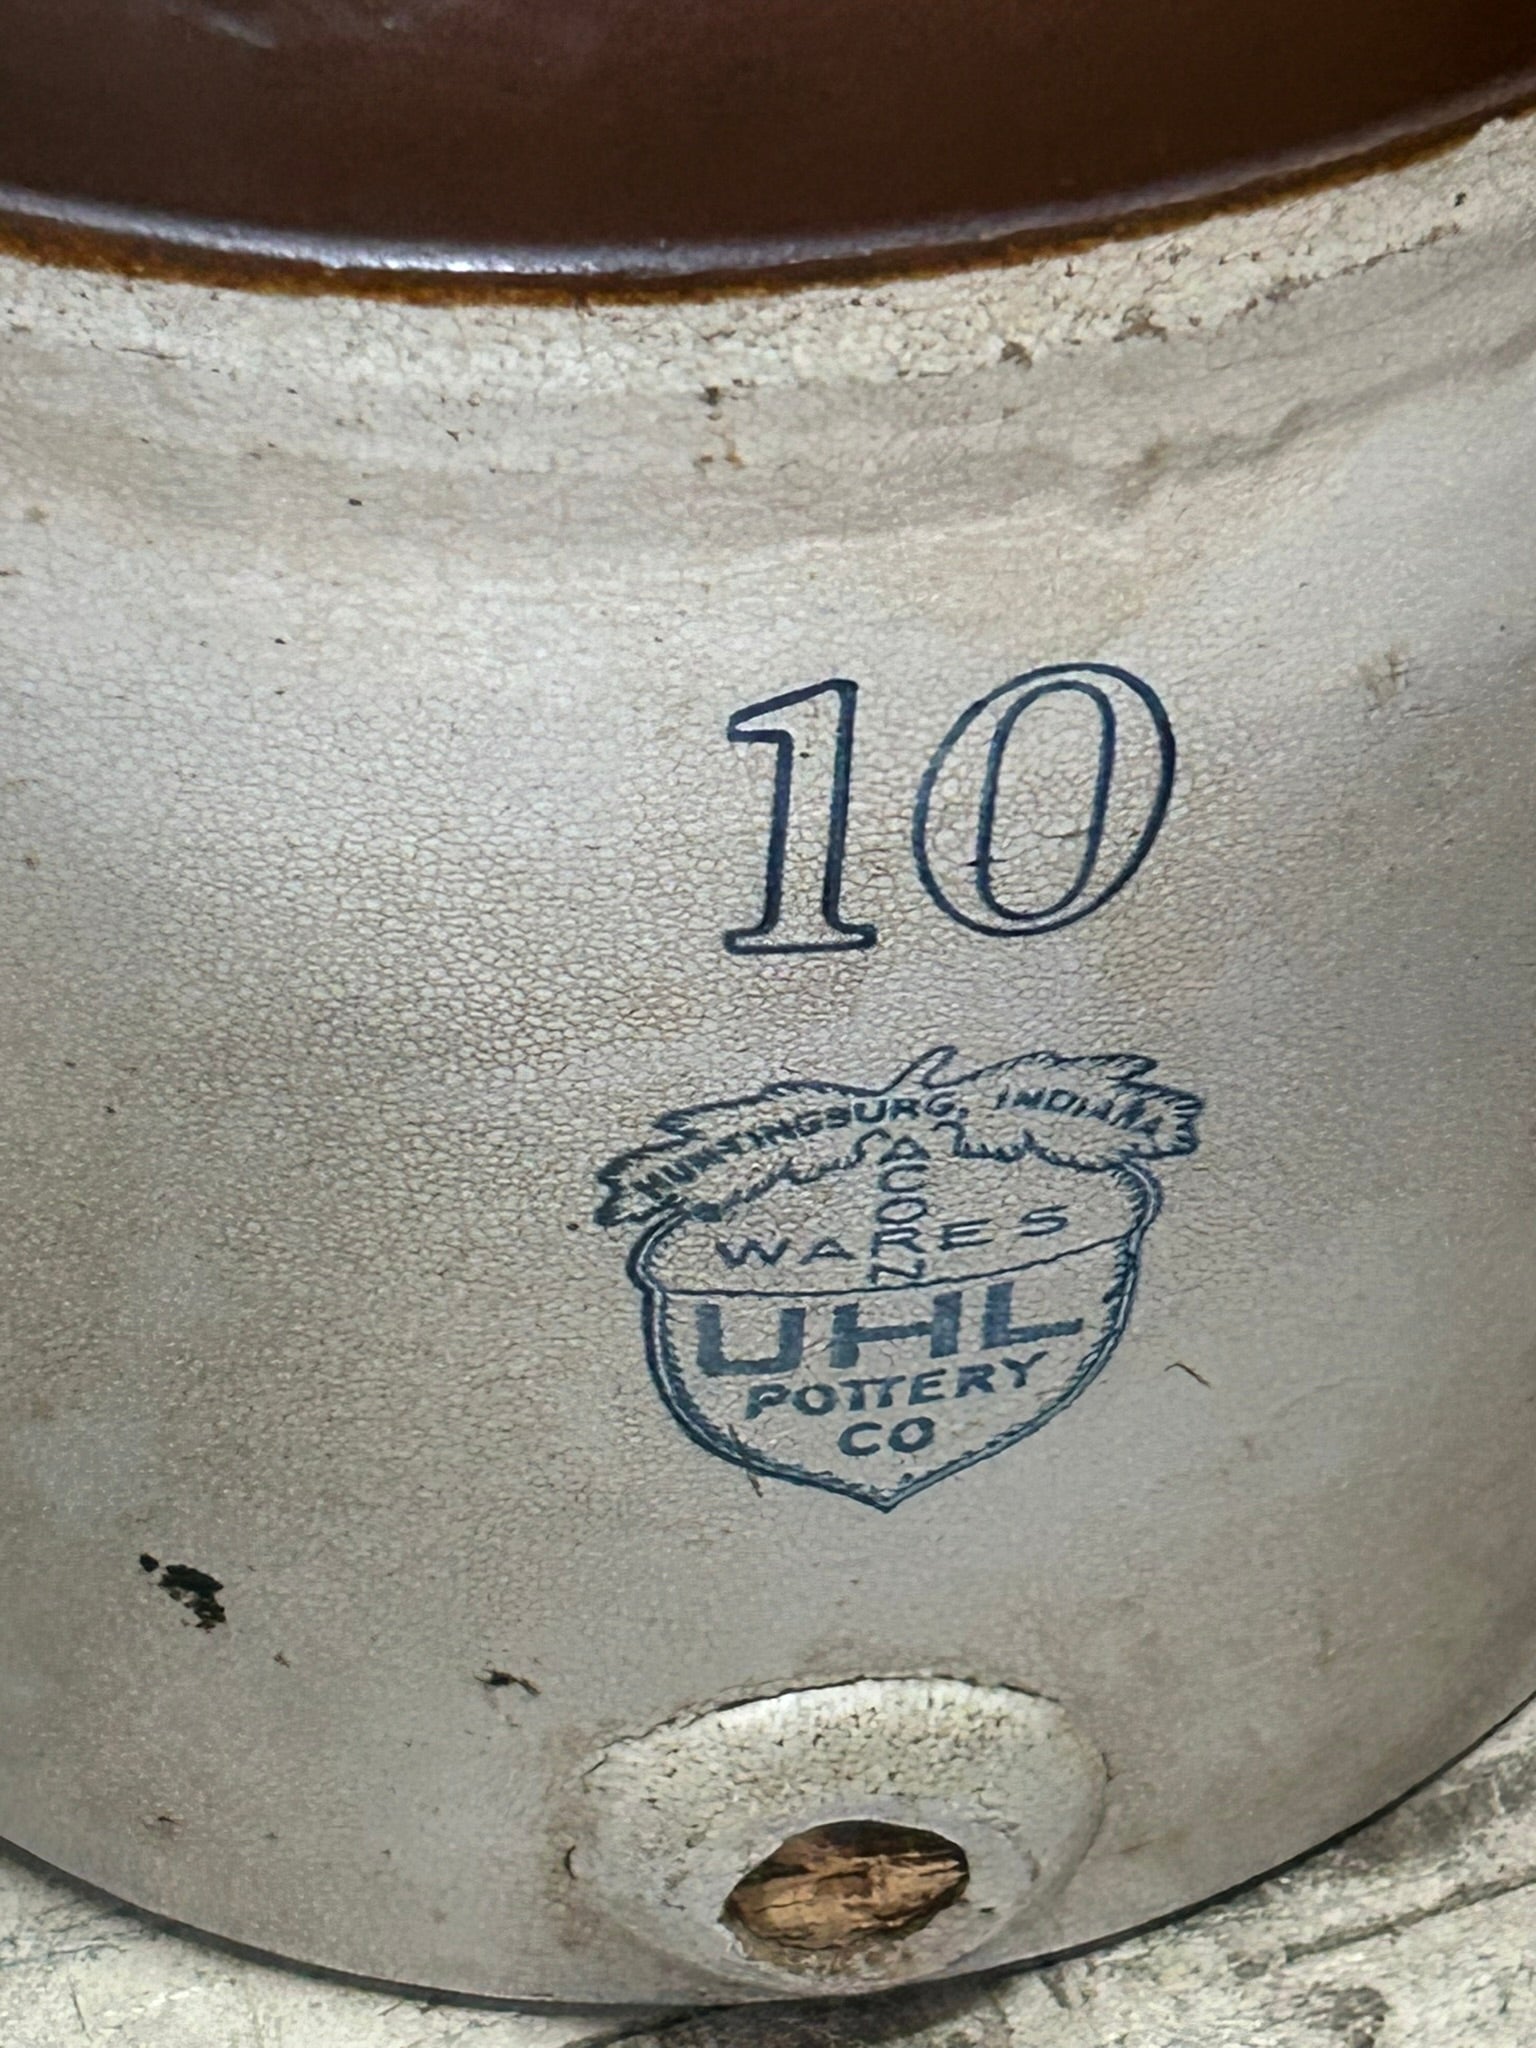 10
HUNTINGSBURG, INDIANA
ACORN
WARES
UHL
POTTERY
CO